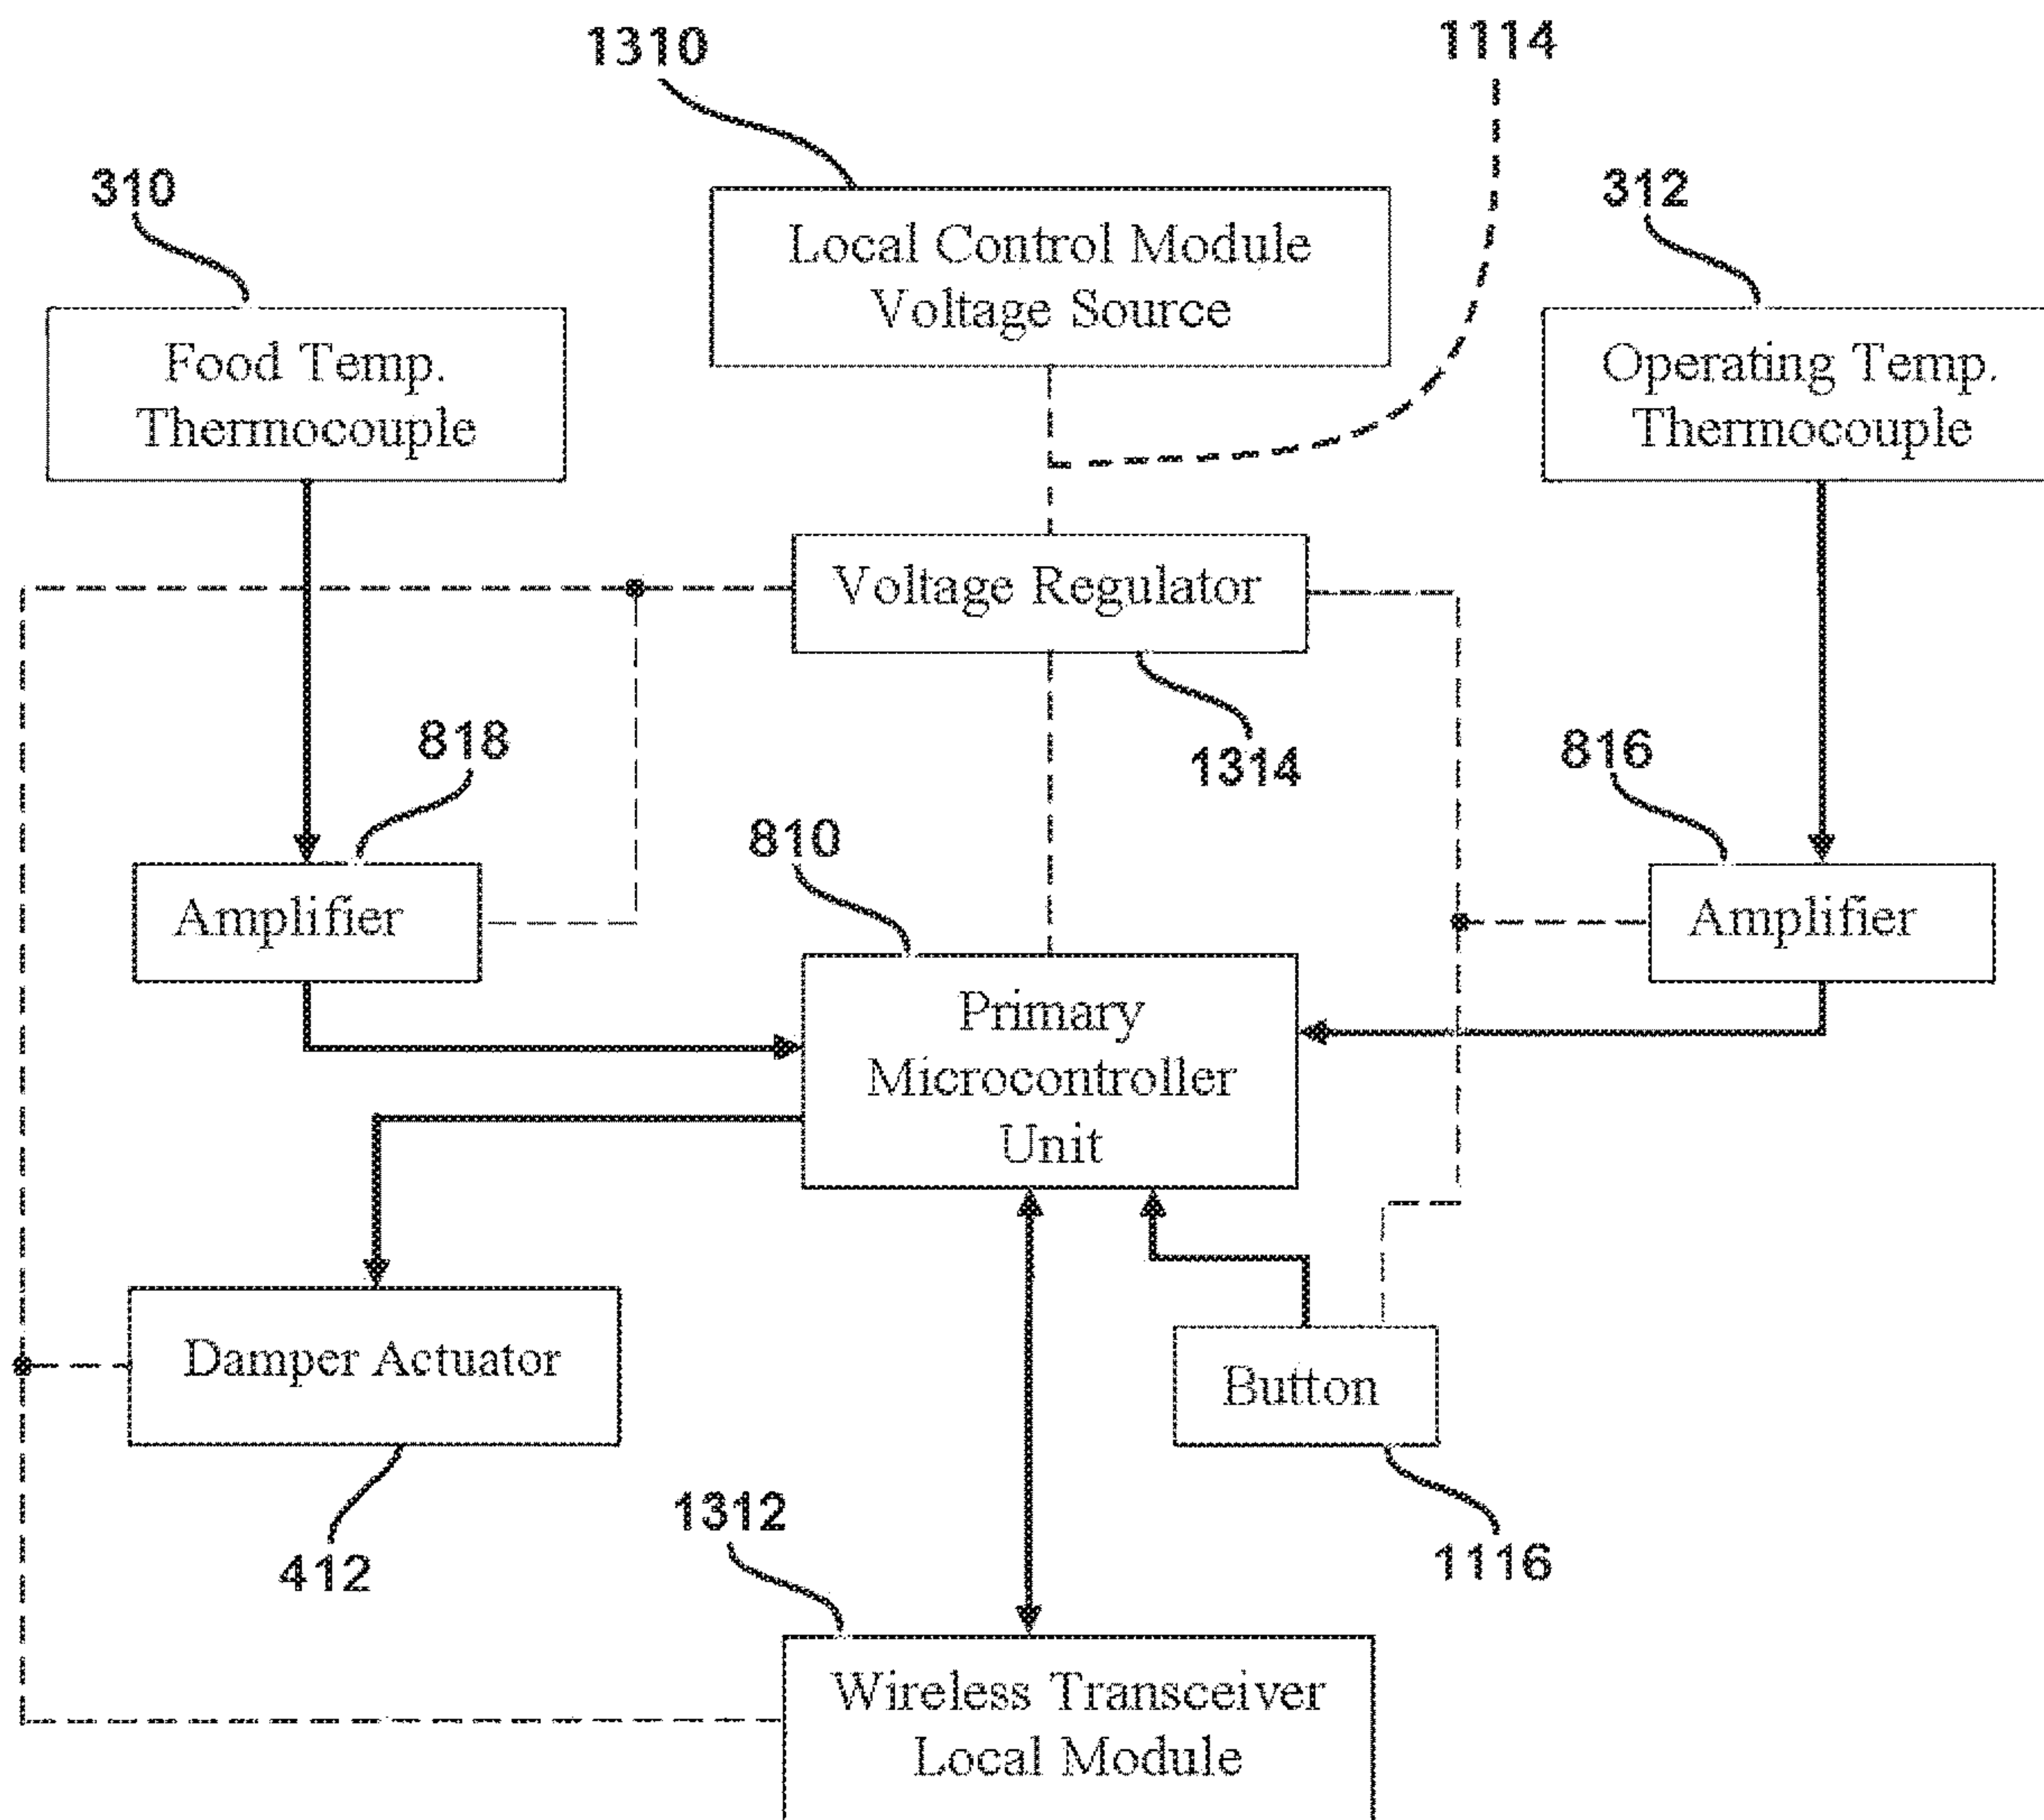 1310
1114
310
312
Local Control Module
Voltage Source
Food Temp.
Thermocouple
Operating Temp.
Thermocouple
Voltage Regulator
818
1314
816
810
Amplifier
Amplifier
Primary
Microcontroller
Unit
Damper Actuator
Button
1312
412
1116
Wireless Transceiver
Local Module